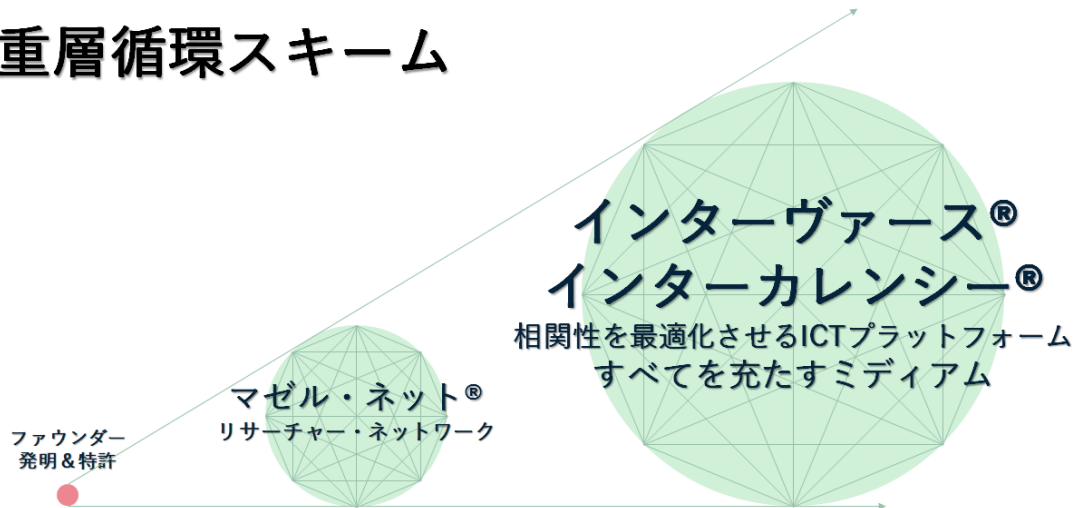 重層循環スキーム
インターヴァース®
インターカレンシー®
相関性を最適化させるICTプラットフォーム
すべてを充たすミディアム
マゼル・ネット®
リサーチャー・ネットワーク
ファウンダー
発明＆特許